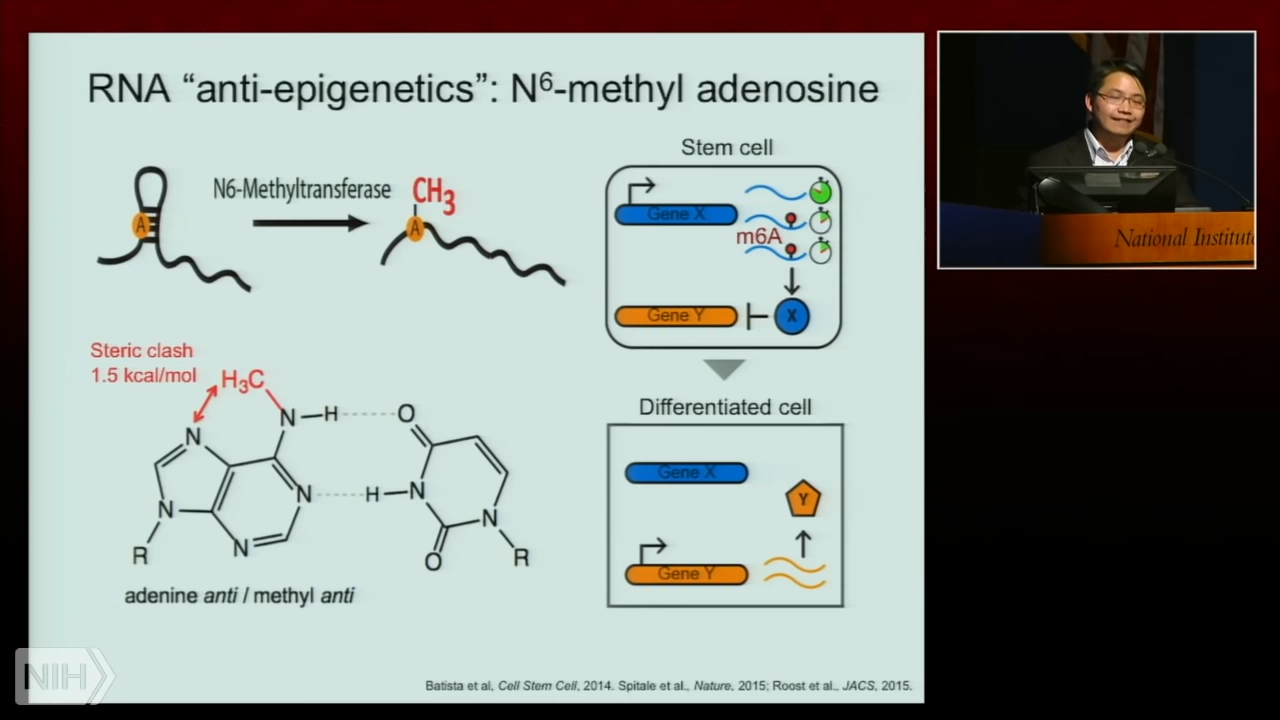 RNA “anti-epigenetics”: N⁶-methyl adenosine
N6-Methyltransferase
CH₃
A
A
Steric clash
1.5 kcal/mol
H₃C
N
H
O
N
N
H
N
N
N
N
O
R
R
adenine anti / methyl anti
Stem cell
Gene X
m6A
Gene Y
X
Differentiated cell
Gene X
Y
Gene Y
Batista et al, Cell Stem Cell, 2014. Spitale et al., Nature, 2015; Roost et al., JACS, 2015.
National Institute
NIH